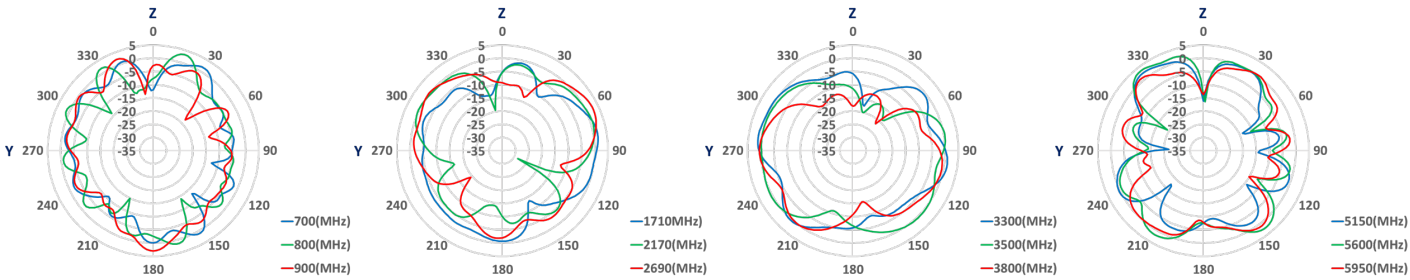 Z
0
330 30
5
0
-5
-10
300 60
-15
-20
-25
-30
Y 270 -35 90
240 120
700(MHz)
210 150
800(MHz)
900(MHz)
180
Z
0
330 30
5
0
-5
-10
300 60
-15
-20
-25
-30
Y 270 -35 90
240 120
1710(MHz)
210 150
2170(MHz)
2690(MHz)
180
Z
0
330 30
5
0
-5
-10
300 60
-15
-20
-25
-30
Y 270 -35 90
240 120
3300(MHz)
210 150
3500(MHz)
3800(MHz)
180
Z
0
330 30
5
0
-5
-10
300 60
-15
-20
-25
-30
Y 270 -35 90
240 120
5150(MHz)
210 150
5600(MHz)
5950(MHz)
180